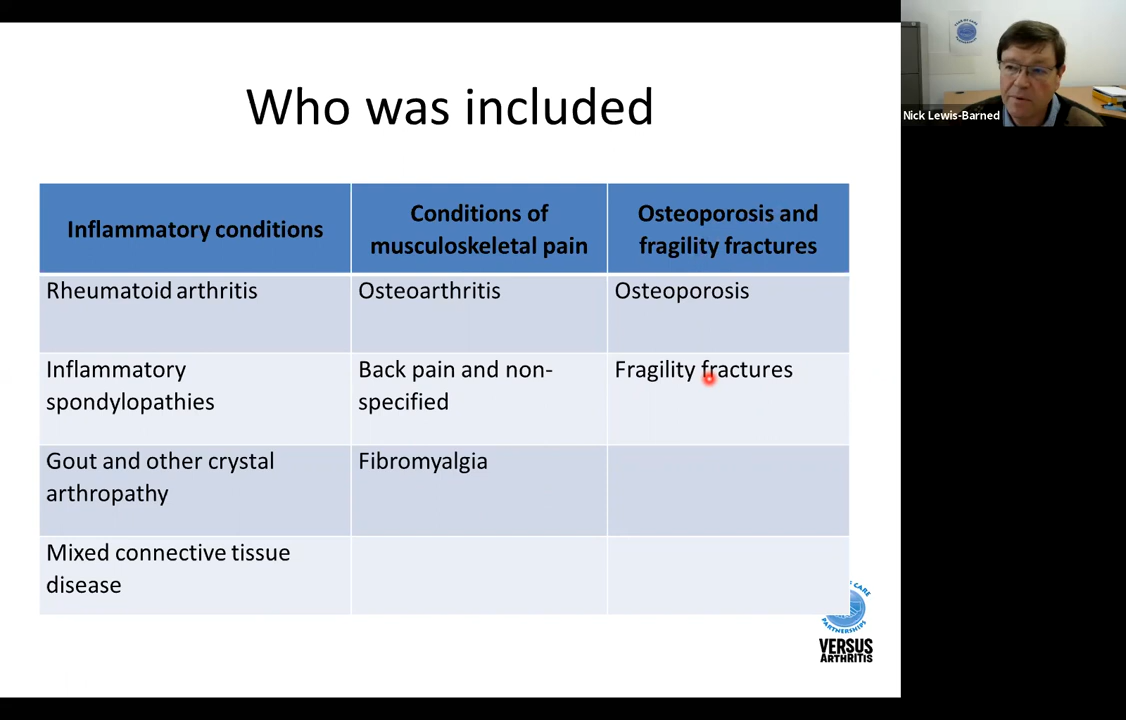 Who was included
Nick Lewis-Barned
Inflammatory conditions
Conditions of
musculoskeletal pain
Osteoporosis and
fragility fractures
Rheumatoid arthritis
Osteoarthritis
Osteoporosis
Inflammatory
spondylopathies
Back pain and non-
specified
Fragility fractures
Gout and other crystal
arthropathy
Fibromyalgia
Mixed connective tissue
disease
CARE
PARTNERSHIPS
VERSUS
ARTHRITIS